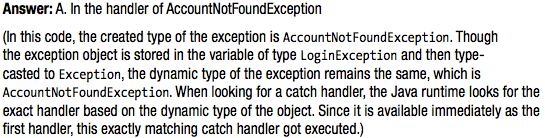 Answer: A. In the handler of AccountNotFoundException
(In this code, the created type of the exception is AccountNotFoundException. Though
the exception object is stored in the variable of type LoginException and then type-
casted to Exception, the dynamic type of the exception remains the same, which is
AccountNotFoundException. When looking for a catch handler, the Java runtime looks for the
exact handler based on the dynamic type of the object. Since it is available immediately as the
first handler, this exactly matching catch handler got executed.)